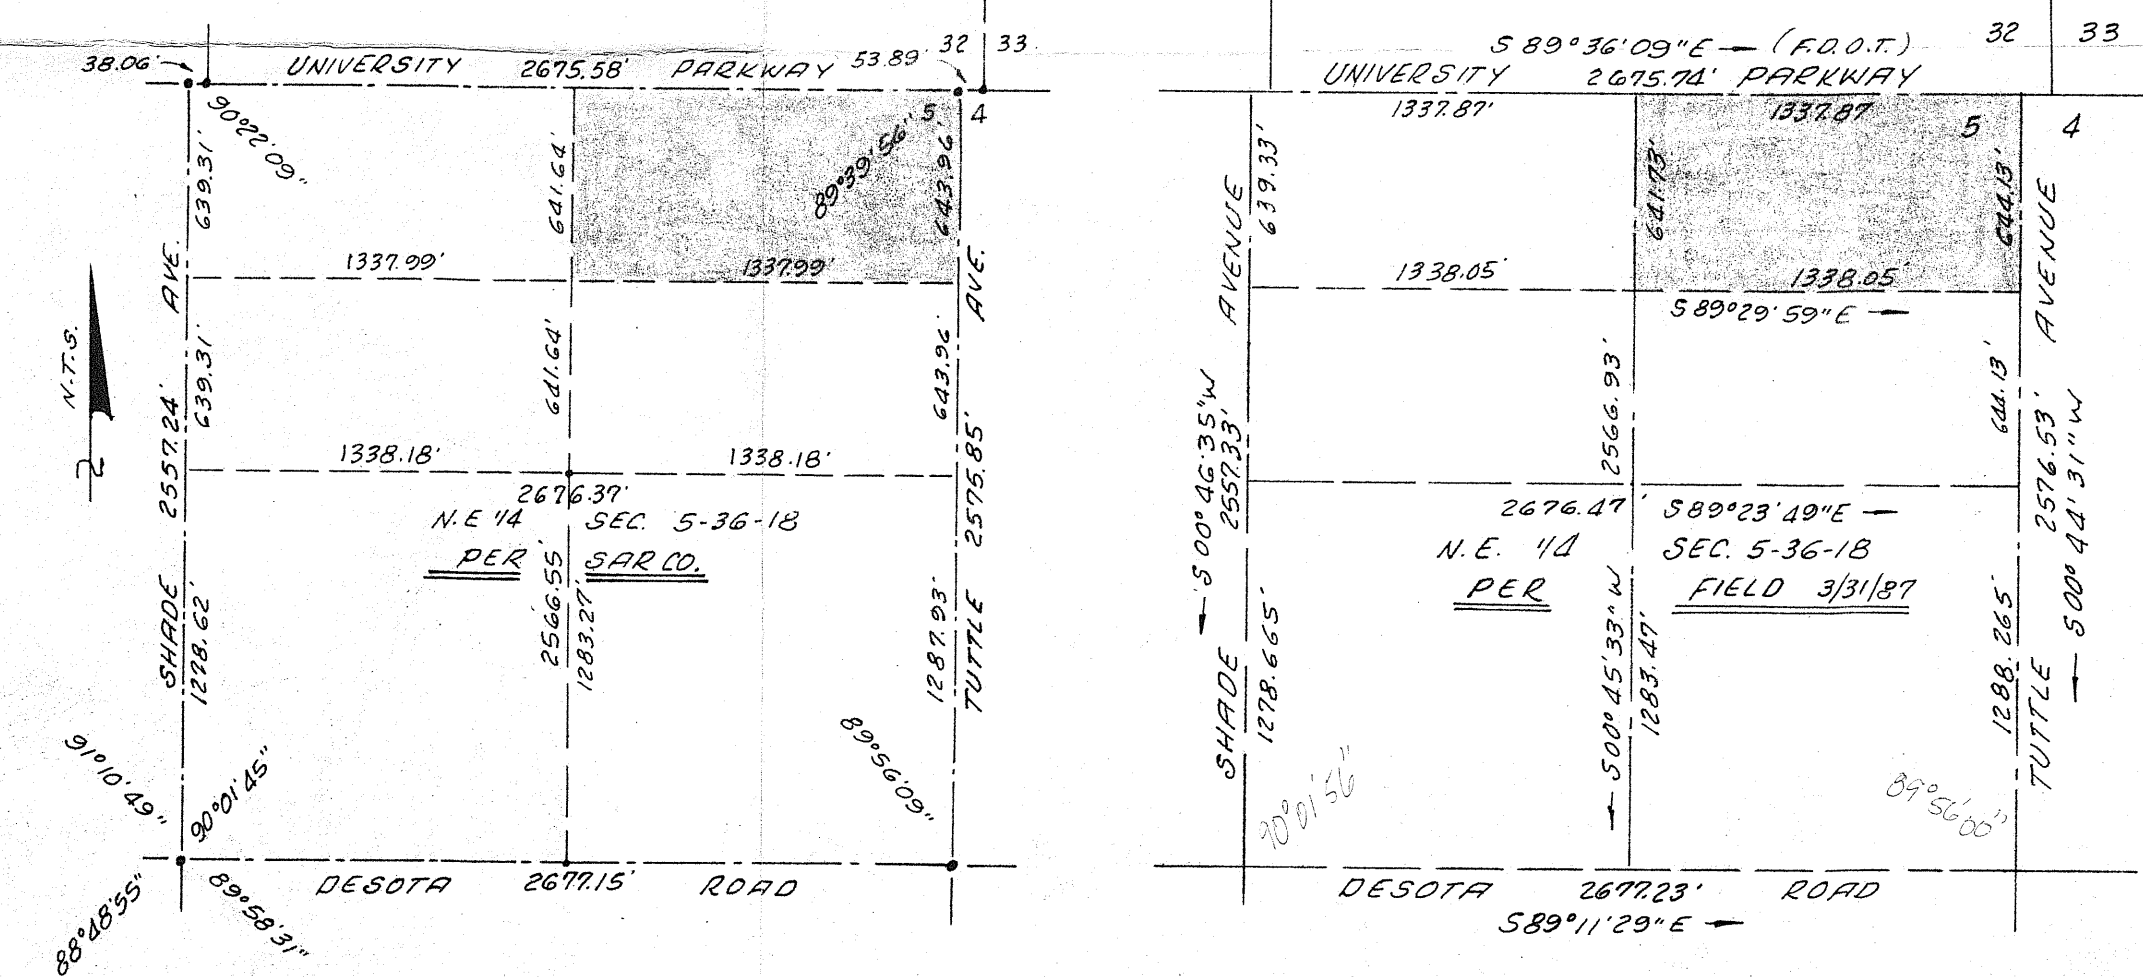 38.06'
UNIVERSITY 2675.58' PARKWAY
53.89'
32 33
90°22'09"
639.31'
641.64'
89°39'56"
643.96'
5 4
1337.99' 1337.99'
AVE. AVE.
N.T.S.
639.31'
641.64'
643.96'
2557.24'
2575.85'
1338.18' 1338.18'
2676.37'
N.E 1/4 SEC. 5-36-18
PER SAR CO.
SHADE
1278.62'
2566.55'
1283.27'
1287.93'
TUTTLE
91°10'49"
90°01'45"
89°56'09"
88°48'55"
89°58'31"
DESOTA 2677.15' ROAD
S 89°36'09"E (F.D.O.T.)
32 33
UNIVERSITY 2675.74' PARKWAY
1337.87' 1337.87
5 4
639.33'
641.73'
644.13'
AVENUE AVENUE
1338.05' 1338.05'
S 89°29'59"E
S 00°46'35"W
2557.33'
2566.93'
644.13'
2576.53'
S 00°44'31"W
2676.47' S89°23'49"E
N.E. 1/4 SEC. 5-36-18
PER FIELD 3/31/87
SHADE
1278.665'
S00°45'33"W
1283.47'
1288.265'
TUTTLE
90°01'56"
89°56'00"
DESOTA 2677.23' ROAD
S89°11'29"E